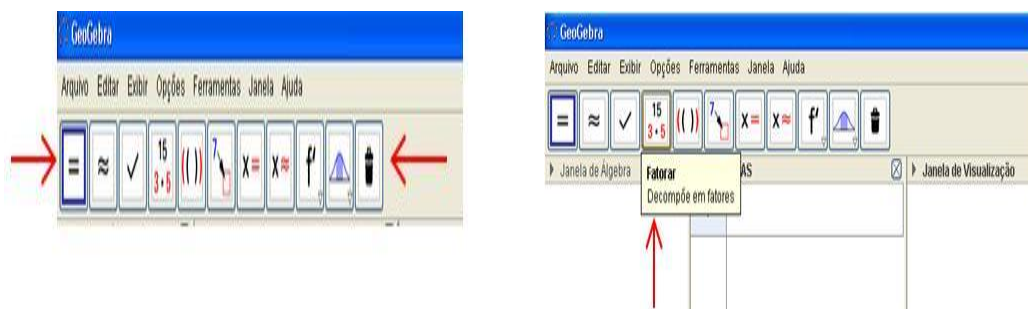 GeoGebra
Arquivo Editar Exibir Opções Ferramentas Janela Ajuda
= ≈ ✓ 15 3·5 (( )) 7 x= x≈ f'
GeoGebra
Arquivo Editar Exibir Opções Ferramentas Janela Ajuda
= ≈ ✓ 15 3·5 (( )) 7 x= x≈ f'
Janela de Álgebra AS Janela de Visualização
Fatorar
Decompõe em fatores